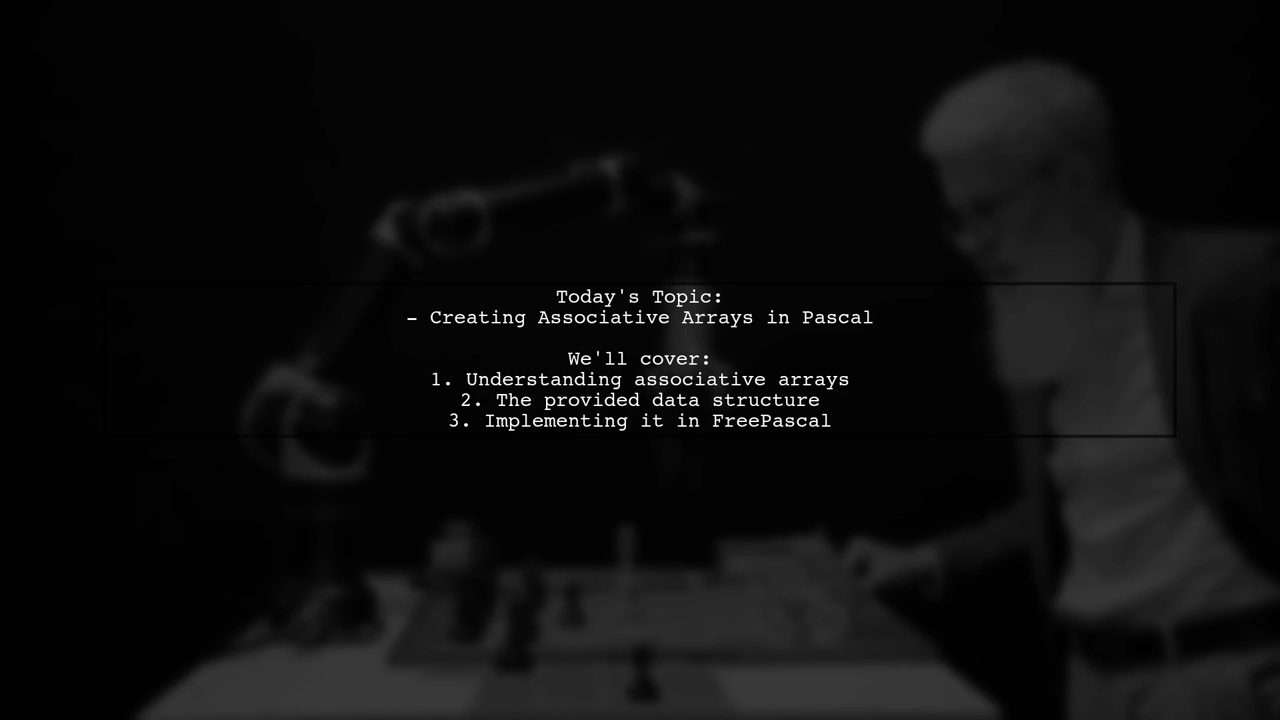 Today's Topic:
– Creating Associative Arrays in Pascal
We'll cover:
1. Understanding associative arrays
2. The provided data structure
3. Implementing it in FreePascal